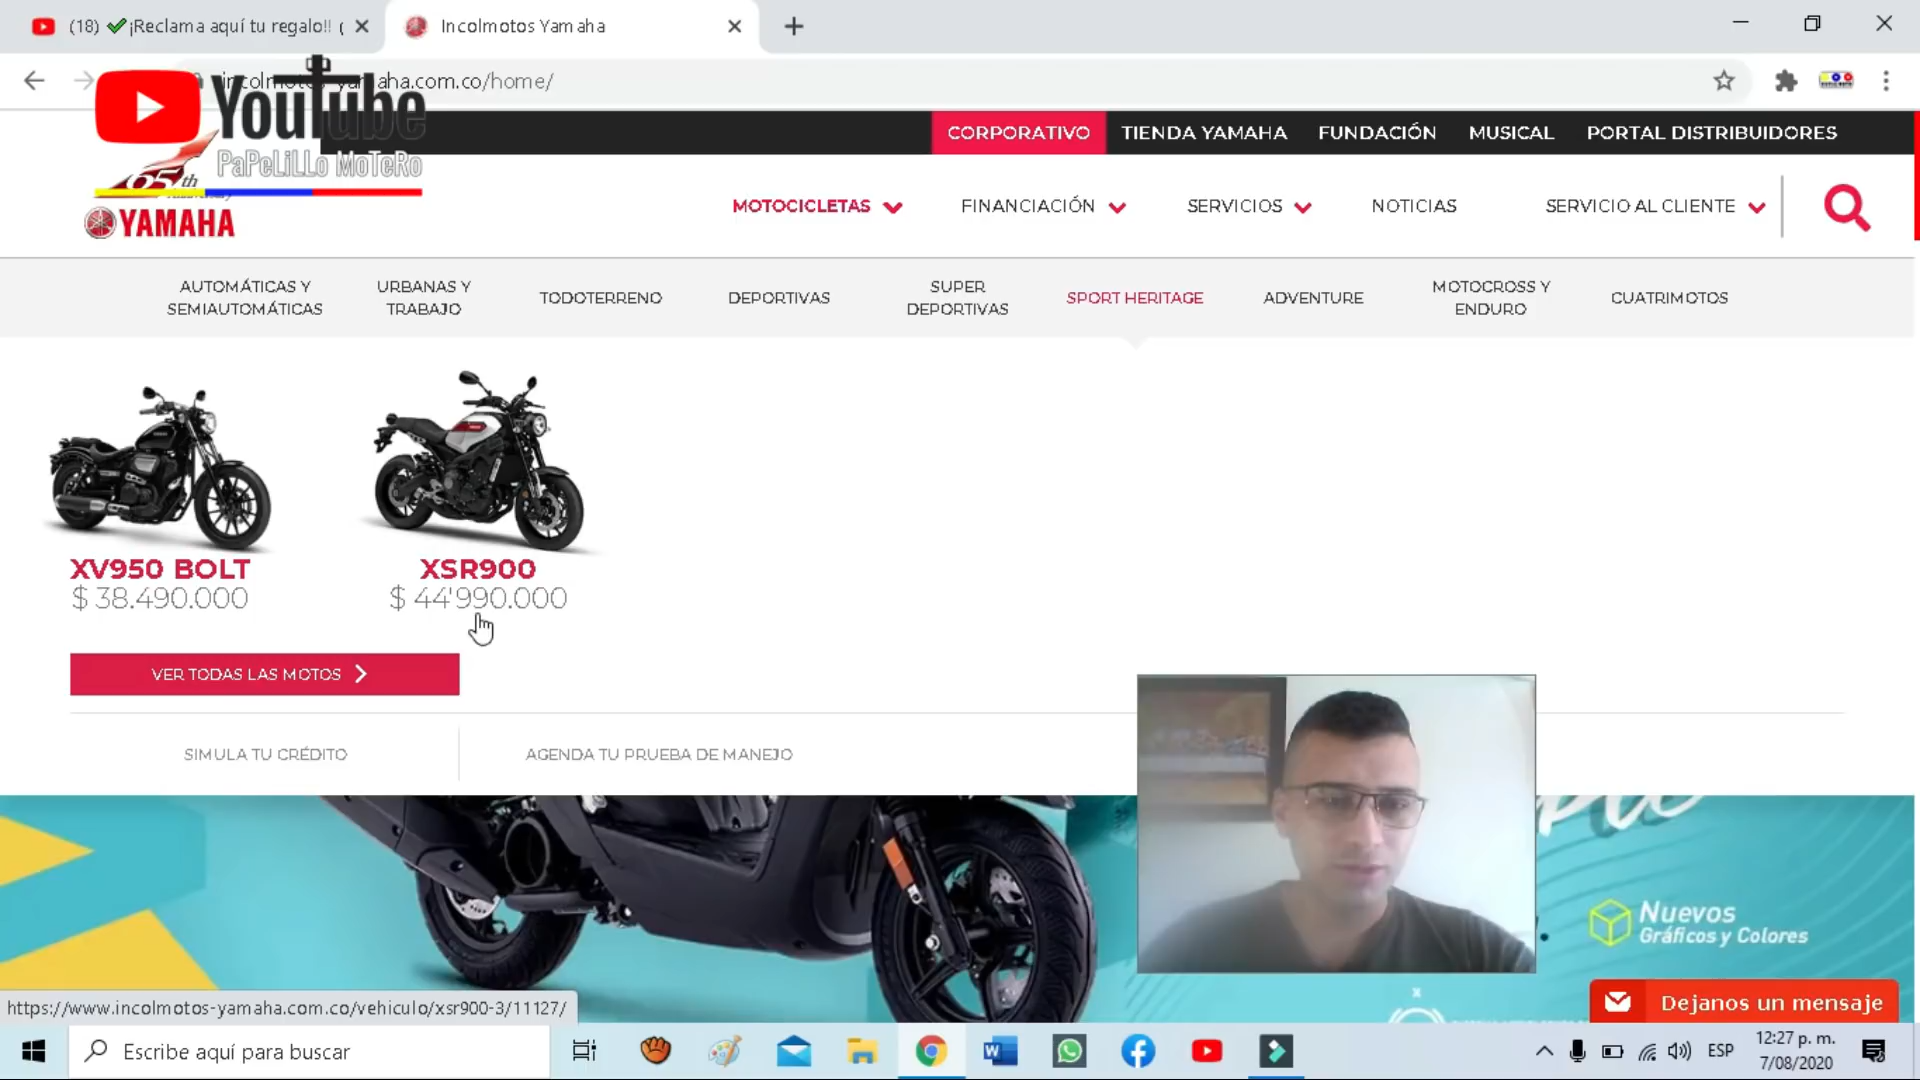 (18) ✔¡Reclama aquí tu regalo!! (
Incolmotos Yamaha
incolmotos-yamaha.com.co/home/
YouTube
PaPeLiLLo MoTeRo
65th
YAMAHA
CORPORATIVO
TIENDA YAMAHA
FUNDACIÓN
MUSICAL
PORTAL DISTRIBUIDORES
MOTOCICLETAS
FINANCIACIÓN
SERVICIOS
NOTICIAS
SERVICIO AL CLIENTE
AUTOMÁTICAS Y
SEMIAUTOMÁTICAS
URBANAS Y
TRABAJO
TODOTERRENO
DEPORTIVAS
SUPER
DEPORTIVAS
SPORT HERITAGE
ADVENTURE
MOTOCROSS Y
ENDURO
CUATRIMOTOS
XV950 BOLT
$ 38.490.000
XSR900
$ 44'990.000
VER TODAS LAS MOTOS
SIMULA TU CRÉDITO
AGENDA TU PRUEBA DE MANEJO
Nuevos
Gráficos y Colores
Dejanos un mensaje
https://www.incolmotos-yamaha.com.co/vehiculo/xsr900-3/11127/
Escribe aquí para buscar
ESP
12:27 p. m.
7/08/2020